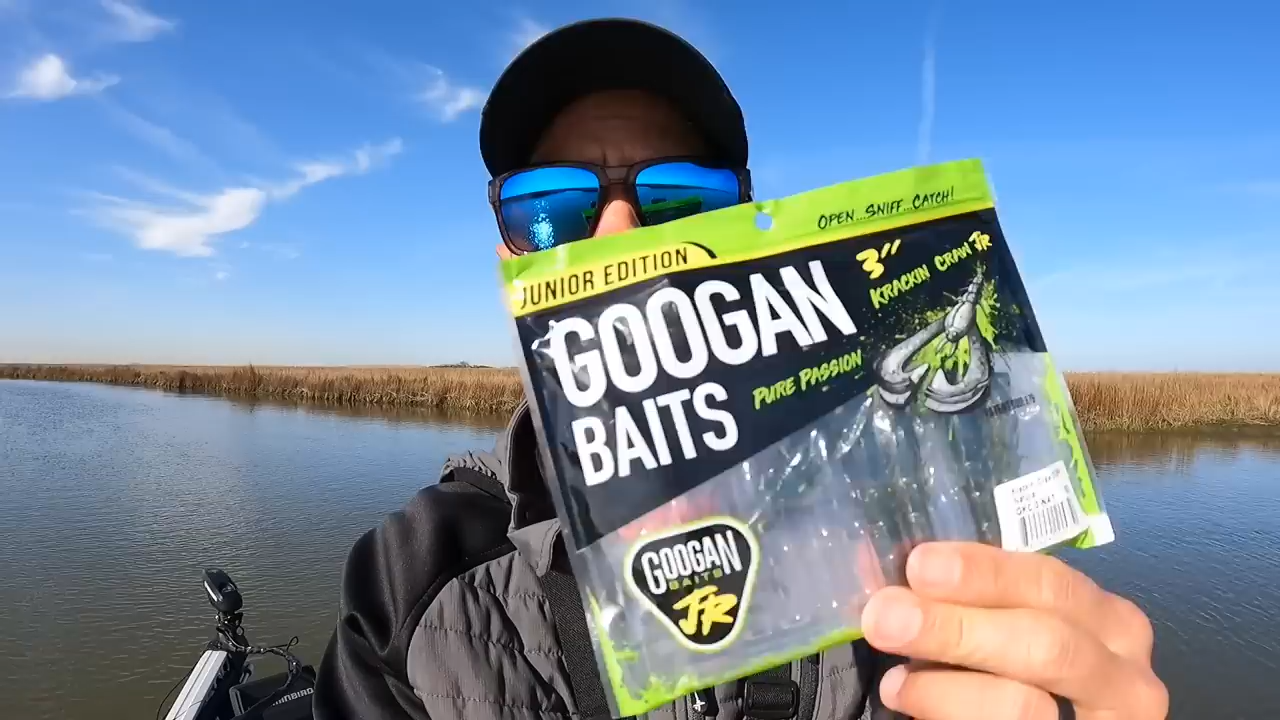 OPEN...SNIFF...CATCH!
JUNIOR EDITION
3" KRACKIN CRAW JR
GOOGAN
BAITS
PURE PASSION
GOOGAN
BAITS
JR